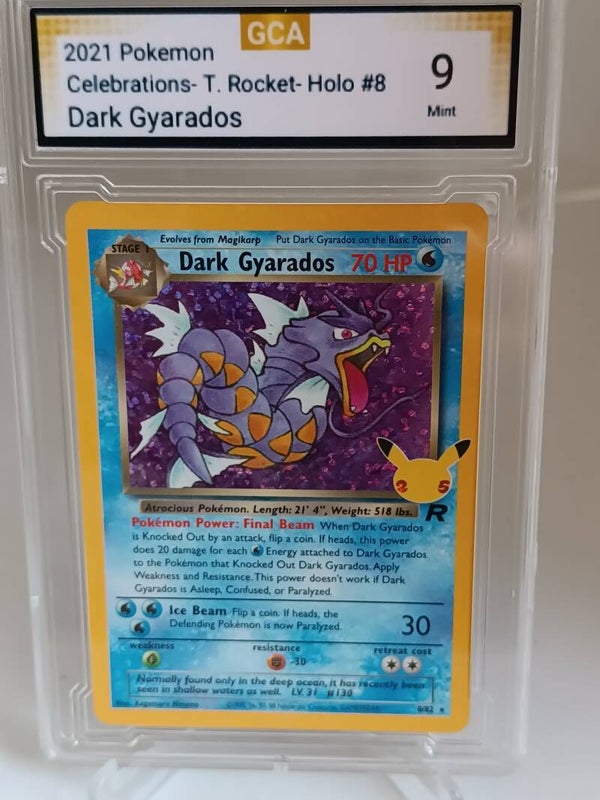 GCA
2021 Pokemon
Celebrations- T. Rocket- Holo #8
Dark Gyarados
9
Mint
Evolves from Magikarp Put Dark Gyarados on the Basic Pokémon
STAGE 1
Dark Gyarados 70 HP
25
Atrocious Pokémon. Length: 21' 4", Weight: 518 lbs.
R
Pokémon Power: Final Beam When Dark Gyarados
is Knocked Out by an attack, flip a coin. If heads, this power
does 20 damage for each Energy attached to Dark Gyarados
to the Pokémon that Knocked Out Dark Gyarados. Apply
Weakness and Resistance. This power doesn't work if Dark
Gyarados is Asleep, Confused, or Paralyzed.
Ice Beam Flip a coin. If heads, the
Defending Pokémon is now Paralyzed.
30
weakness resistance retreat cost
-30
Normally found only in the deep ocean, it has recently been
seen in shallow waters as well. LV. 31 #130
8/82